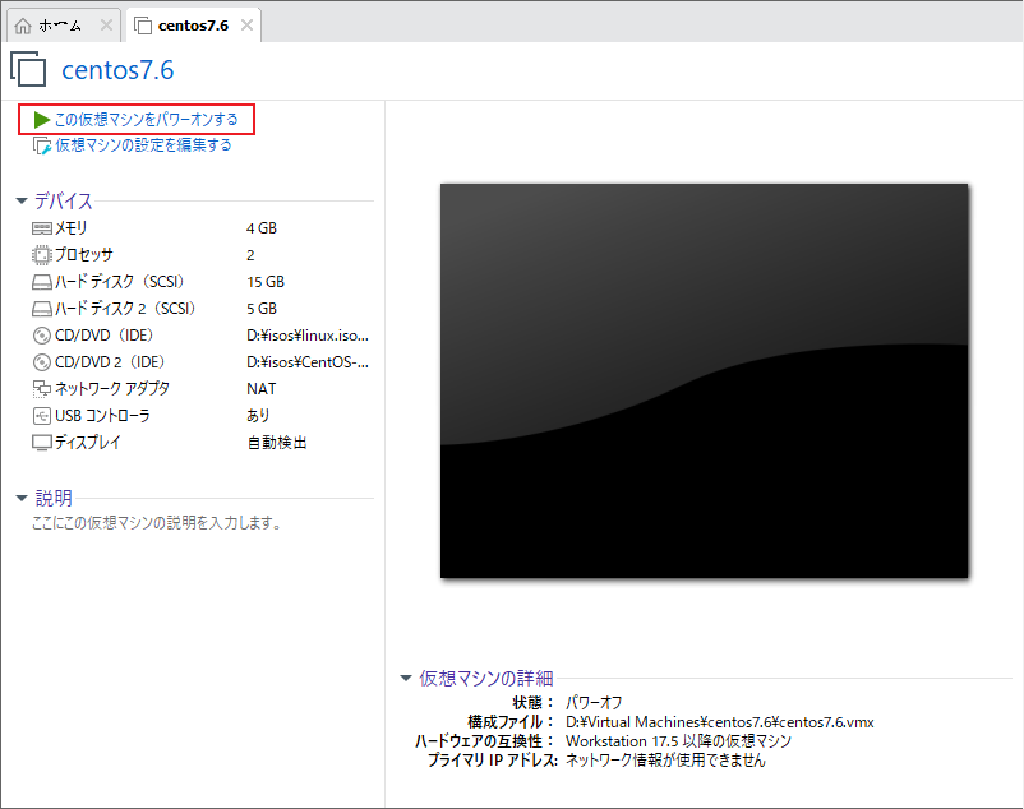 ホーム
centos7.6
centos7.6
この仮想マシンをパワーオンする
仮想マシンの設定を編集する
デバイス
メモリ 4 GB
プロセッサ 2
ハード ディスク（SCSI） 15 GB
ハード ディスク 2（SCSI） 5 GB
CD/DVD（IDE） D:¥isos¥linux.iso...
CD/DVD 2（IDE） D:¥isos¥CentOS-...
ネットワーク アダプタ NAT
USB コントローラ あり
ディスプレイ 自動検出
説明
ここにこの仮想マシンの説明を入力します。
仮想マシンの詳細
状態： パワーオフ
構成ファイル： D:¥Virtual Machines¥centos7.6¥centos7.6.vmx
ハードウェアの互換性： Workstation 17.5 以降の仮想マシン
プライマリ IP アドレス: ネットワーク情報が使用できません